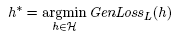 h* = argmin GenLoss_L(h)
h∈ℋ